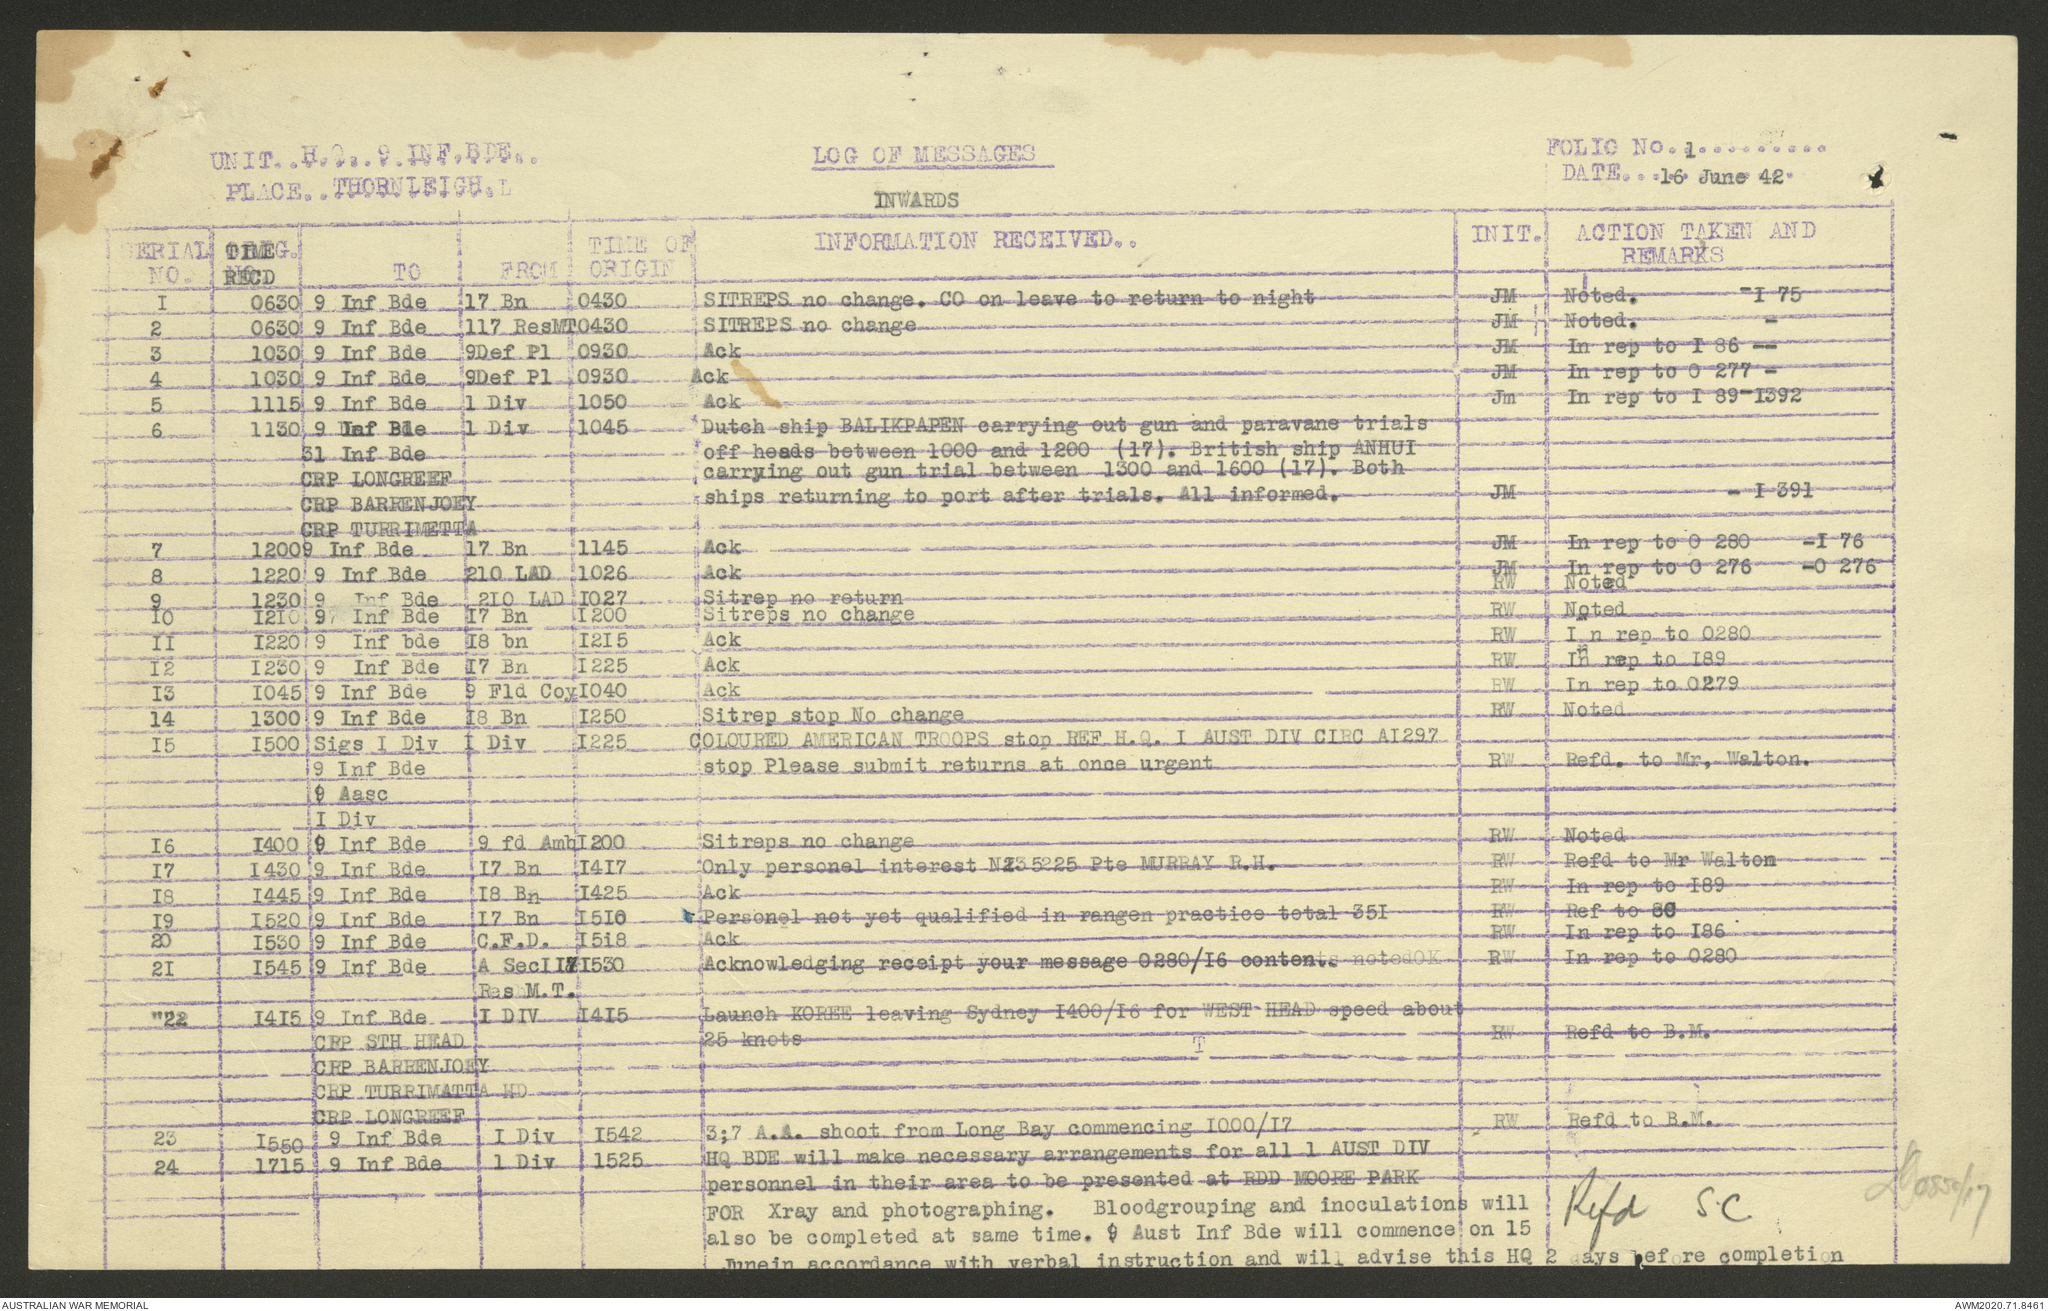 UNIT. . H.Q. . 9 INF.BDE. .
PLACE. . THORNLEIGH.
LOG OF MESSAGES
INWARDS
FOLIO NO. . 1 . . . . . . . . .
DATE. . . . 16 June 42.
SERIAL NO. TIME RECD TO FROM TIME OF ORIGIN INFORMATION RECEIVED. . INIT. ACTION TAKEN AND REMARKS
I 0630 9 Inf Bde 17 Bn 0430 SITREPS no change. CO on leave to return to night JM Noted. -I 75
2 0630 9 Inf Bde 117 ResMT 0430 SITREPS no change JM Noted. -
3 1030 9 Inf Bde 9Def Pl 0930 Ack JM In rep to I 86 --
4 1030 9 Inf Bde 9Def Pl 0930 Ack JM In rep to O 277 -
5 1115 9 Inf Bde 1 Div 1050 Ack Jm In rep to I 89-I392
6 1130 9 Inf Bde 1 Div 1045 Dutch ship BALIKPAPEN carrying out gun and paravane trials
31 Inf Bde off heads between 1000 and 1200 (17). British ship ANHUI
CRP LONGREEF carrying out gun trial between 1300 and 1600 (17). Both
CRP BARRENJOEY ships returning to port after trials. All informed. JM - I 391
CRP TURRIMETTA
7 1200 9 Inf Bde 17 Bn 1145 Ack JM In rep to O 280 -I 76
8 1220 9 Inf Bde 210 LAD 1026 Ack JM In rep to O 276 -O 276
9 1230 9 Inf Bde 210 LAD I027 Sitrep no return RW Noted
I0 I2I0 9 Inf Bde I7 Bn I200 Sitreps no change RW Noted
II I220 9 Inf bde I8 bn I2I5 Ack RW I n rep to 0280
I2 I230 9 Inf Bde I7 Bn I225 Ack RW In rep to I89
I3 I045 9 Inf Bde 9 Fld Coy I040 Ack RW In rep to 0279
14 1300 9 Inf Bde I8 Bn I250 Sitrep stop No change RW Noted
I5 I500 Sigs I Div I Div I225 COLOURED AMERICAN TROOPS stop REF H.Q. I AUST DIV CIRC AI297
9 Inf Bde stop Please submit returns at once urgent RW Refd. to Mr, Walton.
9 Aasc
I Div
I6 I400 9 Inf Bde 9 fd Amb I200 Sitreps no change RW Noted
I7 I430 9 Inf Bde I7 Bn I4I7 Only personel interest Pte MURRAY R.H. RW Refd to Mr Walton
I8 I445 9 Inf Bde I8 Bn I425 Ack RW In rep to I89
I9 I520 9 Inf Bde I7 Bn I5I0 Personel not yet qualified in rangen practice total 35I RW Ref to SC
20 I530 9 Inf Bde C.F.D. I5i8 Ack RW In rep to I86
2I I545 9 Inf Bde A Sec II7 I530 Acknowledging receipt your message 0280/I6 contents notedOK RW In rep to 0280
Res M.T.
"22 I4I5 9 Inf Bde I DIV I4I5 Launch KOREE leaving Sydney I400/I6 for WEST HEAD speed about
CRP STH HEAD 25 knots T RW Refd to B.M.
CRP BARRENJOEY
CRP TURRIMATTA HD
CRP LONGREEF
23 I550 9 Inf Bde I Div I542 3;7 A.A. shoot from Long Bay commencing I000/I7 RW Refd to B.M.
24 1715 9 Inf Bde 1 Div 1525 HQ BDE will make necessary arrangements for all 1 AUST DIV
personnel in their area to be presented at RDD MOORE PARK
FOR Xray and photographing. Bloodgrouping and inoculations will Refd S.C.
also be completed at same time. 9 Aust Inf Bde will commence on 15
Junein accordance with verbal instruction and will advise this HQ 2 days before completion
AUSTRALIAN WAR MEMORIAL
AWM2020.71.8461